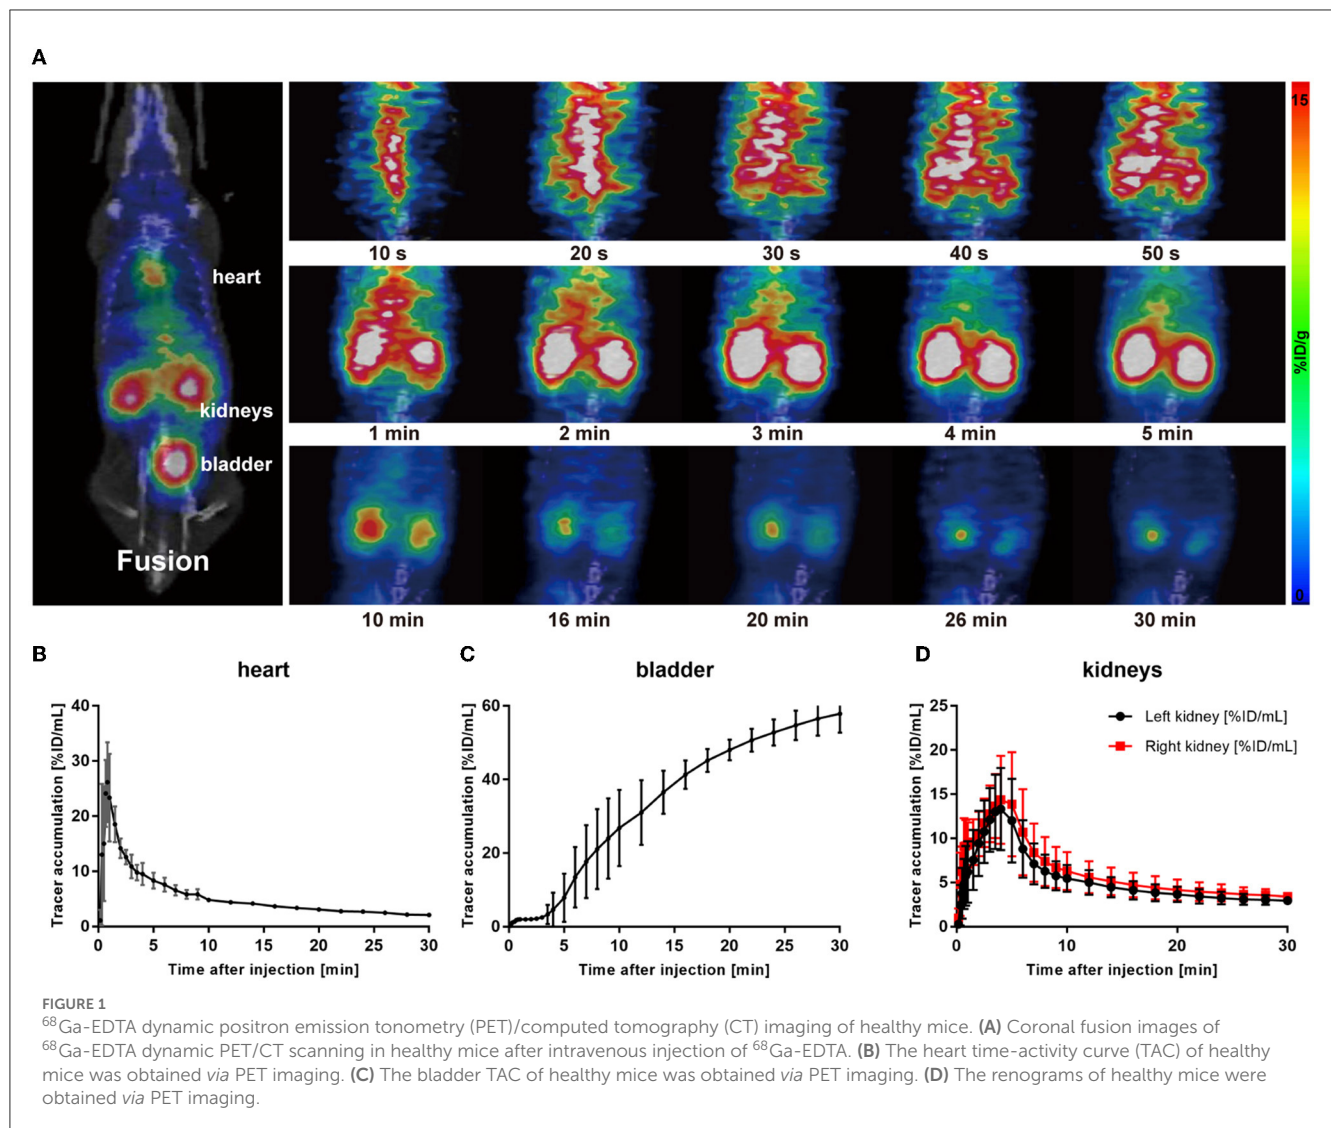 A
heart
kidneys
bladder
Fusion
10 s 20 s 30 s 40 s 50 s
1 min 2 min 3 min 4 min 5 min
10 min 16 min 20 min 26 min 30 min
15
%ID/g
0
B
heart
Tracer accumulation [%ID/mL]
40
30
20
10
0
0 5 10 15 20 25 30
Time after injection [min]
C
bladder
Tracer accumulation [%ID/mL]
60
40
20
0
0 5 10 15 20 25 30
Time after injection [min]
D
kidneys
Tracer accumulation [%ID/mL]
25
20
15
10
5
0
0 10 20 30
Time after injection [min]
Left kidney [%ID/mL]
Right kidney [%ID/mL]
FIGURE 1
⁶⁸Ga-EDTA dynamic positron emission tonometry (PET)/computed tomography (CT) imaging of healthy mice. (A) Coronal fusion images of
⁶⁸Ga-EDTA dynamic PET/CT scanning in healthy mice after intravenous injection of ⁶⁸Ga-EDTA. (B) The heart time-activity curve (TAC) of healthy
mice was obtained via PET imaging. (C) The bladder TAC of healthy mice was obtained via PET imaging. (D) The renograms of healthy mice were
obtained via PET imaging.